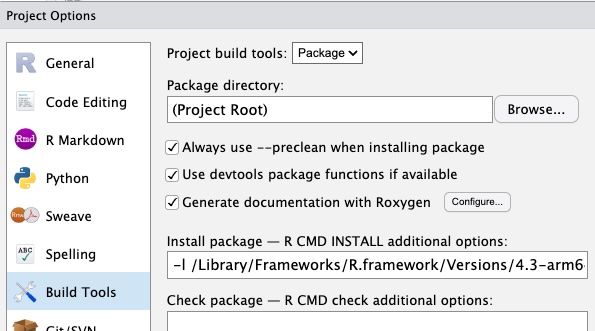 Project Options
General
Code Editing
R Markdown
Python
Sweave
Spelling
Build Tools
Git/SVN
Project build tools: Package
Package directory:
(Project Root) Browse...
Always use --preclean when installing package
Use devtools package functions if available
Generate documentation with Roxygen Configure...
Install package — R CMD INSTALL additional options:
-l /Library/Frameworks/R.framework/Versions/4.3-arm6
Check package — R CMD check additional options: